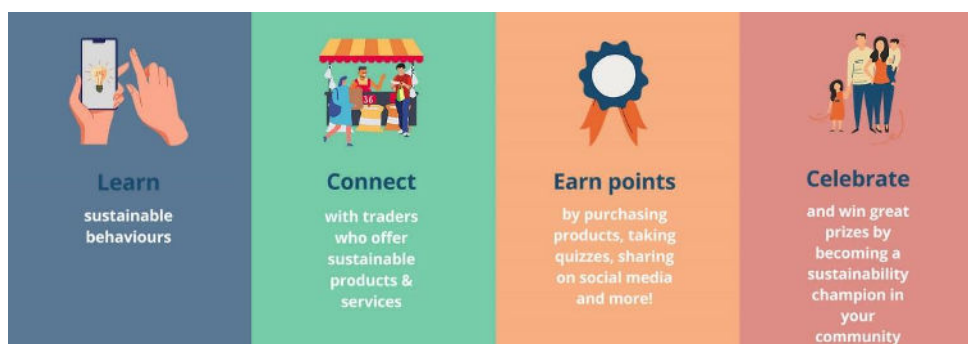 36
Learn
sustainable
behaviours
Connect
with traders
who offer
sustainable
products &
services
Earn points
by purchasing
products, taking
quizzes, sharing
on social media
and more!
Celebrate
and win great
prizes by
becoming a
sustainability
champion in
your
community